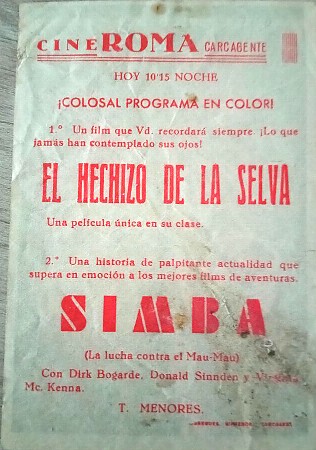 CINE ROMA CARCAGENTE
HOY 10'15 NOCHE
¡COLOSAL PROGRAMA EN COLOR!
1.° Un film que Vd. recordará siempre ¡Lo que
jamás han contemplado sus ojos!
EL HECHIZO DE LA SELVA
Una película única en su clase.
2.° Una historia de palpitante actualidad que
supera en emoción a los mejores films de aventuras.
SIMBA
(La lucha contra el Mau-Mau)
Con Dirk Bogarde, Donald Sinnden y Virginia
Mc. Kenna.
T. MENORES.